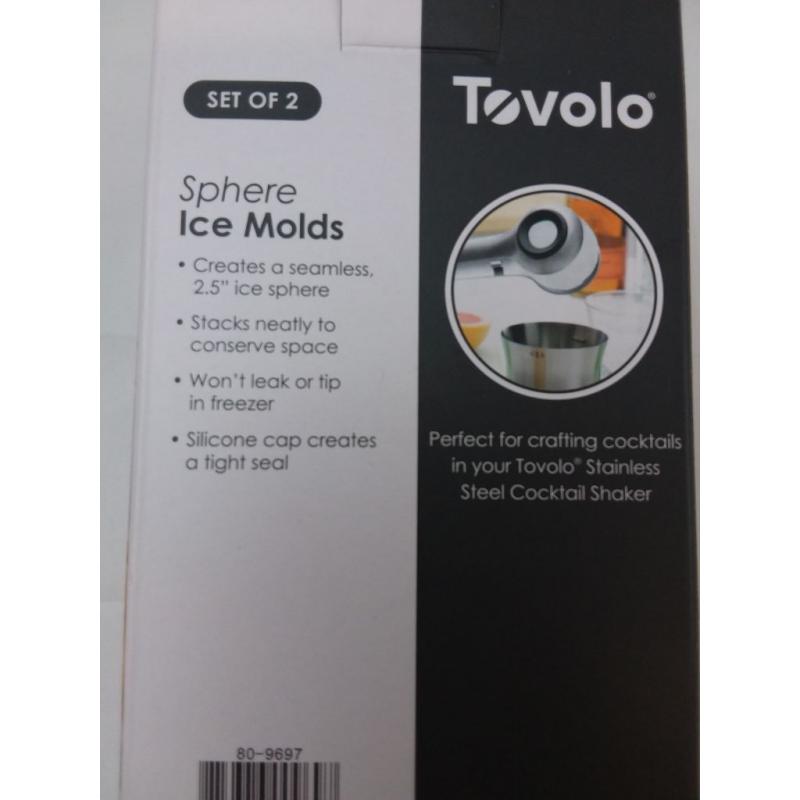 SET OF 2
Tovolo®
Sphere
Ice Molds
• Creates a seamless,
2.5" ice sphere
• Stacks neatly to
conserve space
• Won't leak or tip
in freezer
• Silicone cap creates
a tight seal
Perfect for crafting cocktails
in your Tovolo® Stainless
Steel Cocktail Shaker
80-9697